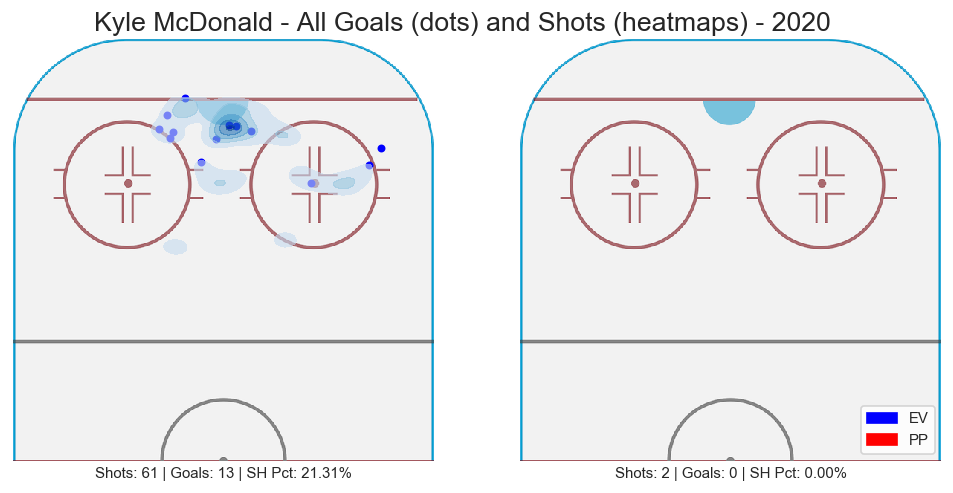 Kyle McDonald - All Goals (dots) and Shots (heatmaps) - 2020
EV
PP
Shots: 61 | Goals: 13 | SH Pct: 21.31%
Shots: 2 | Goals: 0 | SH Pct: 0.00%